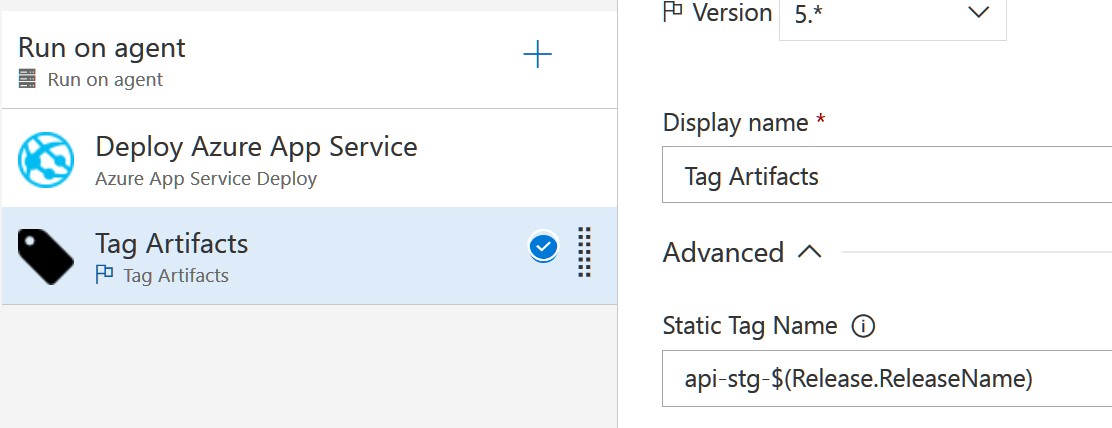 Run on agent
Run on agent
Deploy Azure App Service
Azure App Service Deploy
Tag Artifacts
Tag Artifacts
Version 5.*
Display name *
Tag Artifacts
Advanced
Static Tag Name
api-stg-$(Release.ReleaseName)